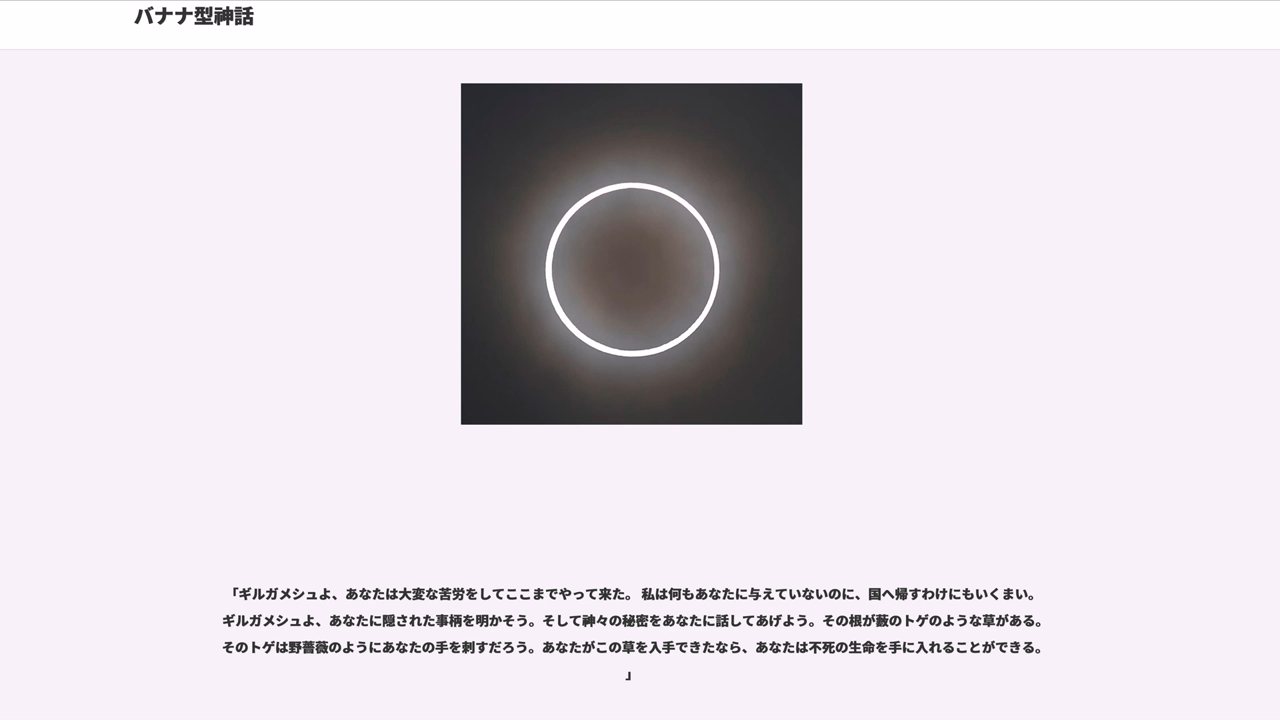 バナナ型神話
「ギルガメシュよ、あなたは大変な苦労をしてここまでやって来た。 私は何もあなたに与えていないのに、国へ帰すわけにもいくまい。
ギルガメシュよ、あなたに隠された事柄を明かそう。そして神々の秘密をあなたに話してあげよう。その根が藪のトゲのような草がある。
そのトゲは野薔薇のようにあなたの手を刺すだろう。あなたがこの草を入手できたなら、あなたは不死の生命を手に入れることができる。
」